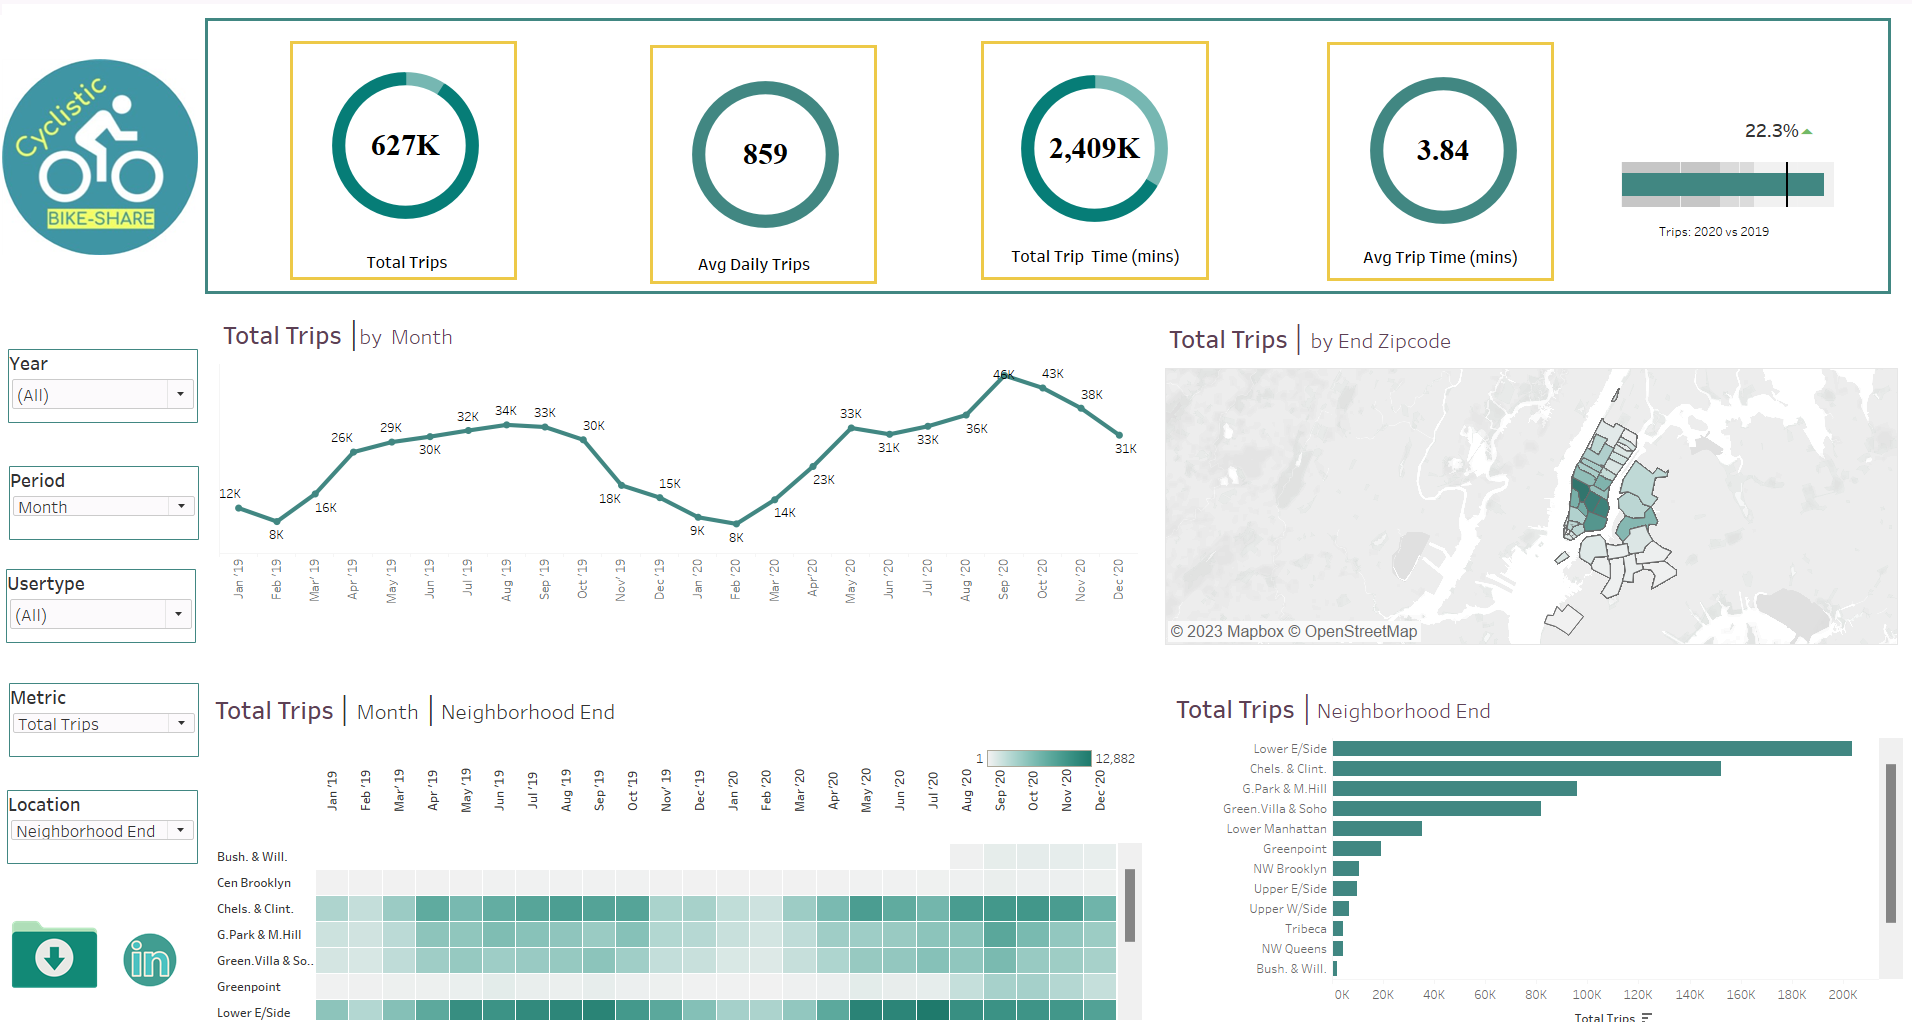 Cyclistic
BIKE-SHARE
627K
Total Trips
859
Avg Daily Trips
2,409K
Total Trip Time (mins)
3.84
Avg Trip Time (mins)
22.3%
Trips: 2020 vs 2019
Year
(All)
Period
Month
Usertype
(All)
Metric
Total Trips
Location
Neighborhood End
in
Total Trips | by Month
12K
8K
16K
26K
29K
30K
32K
34K
33K
30K
18K
15K
9K
8K
14K
23K
33K
31K
33K
36K
46K
43K
38K
31K
Jan '19
Feb '19
Mar' '19
Apr '19
May '19
Jun '19
Jul '19
Aug '19
Sep '19
Oct '19
Nov' '19
Dec '19
Jan '20
Feb '20
Mar '20
Apr'20
May '20
Jun '20
Jul '20
Aug '20
Sep '20
Oct '20
Nov'20
Dec '20
Total Trips | by End Zipcode
© 2023 Mapbox © OpenStreetMap
Total Trips | Month | Neighborhood End
1 12,882
Jan '19
Feb '19
Mar' '19
Apr '19
May '19
Jun '19
Jul '19
Aug '19
Sep '19
Oct '19
Nov' '19
Dec '19
Jan '20
Feb '20
Mar '20
Apr'20
May '20
Jun '20
Jul '20
Aug '20
Sep '20
Oct '20
Nov'20
Dec '20
Bush. & Will.
Cen Brooklyn
Chels. & Clint.
G.Park & M.Hill
Green.Villa & So..
Greenpoint
Lower E/Side
Total Trips | Neighborhood End
Lower E/Side
Chels. & Clint.
G.Park & M.Hill
Green.Villa & Soho
Lower Manhattan
Greenpoint
NW Brooklyn
Upper E/Side
Upper W/Side
Tribeca
NW Queens
Bush. & Will.
0K 20K 40K 60K 80K 100K 120K 140K 160K 180K 200K
Total Trips